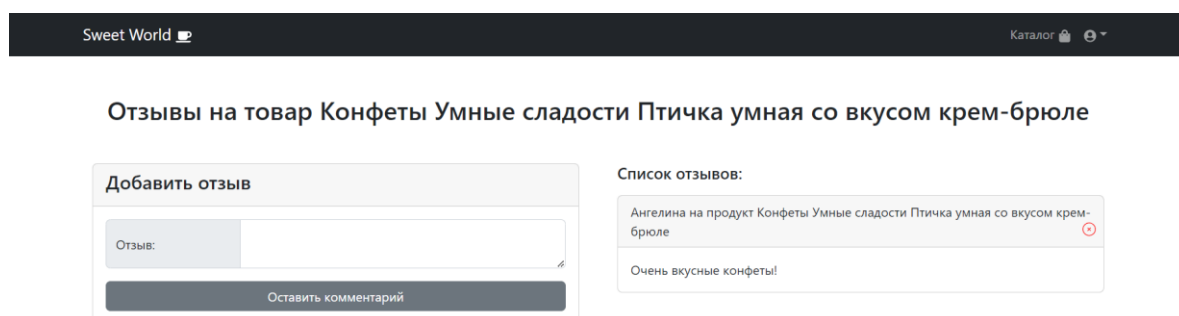 Sweet World
Каталог
Отзывы на товар Конфеты Умные сладости Птичка умная со вкусом крем-брюле
Добавить отзыв
Отзыв:
Оставить комментарий
Список отзывов:
Ангелина на продукт Конфеты Умные сладости Птичка умная со вкусом крем-
брюле
Очень вкусные конфеты!